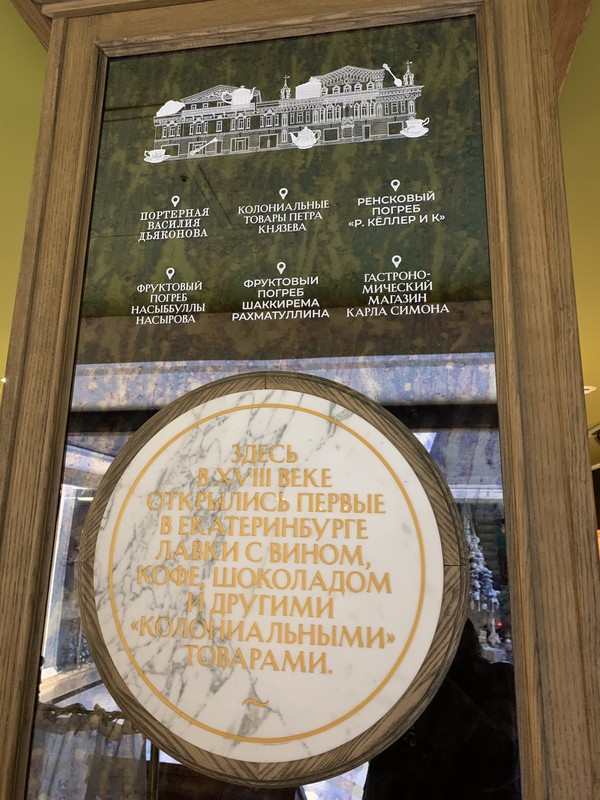 ПОРТЕРНАЯ
ВАСИЛИЯ
ДЬЯКОНОВА
КОЛОНИАЛЬНЫЕ
ТОВАРЫ ПЕТРА
КНЯЗЕВА
РЕНСКОВЫЙ
ПОГРЕБ
«Р. КЁЛЛЕР И К»
ФРУКТОВЫЙ
ПОГРЕБ
НАСЫББУЛЛЫ
НАСЫРОВА
ФРУКТОВЫЙ
ПОГРЕБ
ШАККИРЕМА
РАХМАТУЛЛИНА
ГАСТРОНО-
МИЧЕСКИЙ
МАГАЗИН
КАРЛА СИМОНА
ЗДЕСЬ
В XVIII ВЕКЕ
ОТКРЫЛИСЬ ПЕРВЫЕ
В ЕКАТЕРИНБУРГЕ
ЛАВКИ С ВИНОМ,
КОФЕ, ШОКОЛАДОМ
И ДРУГИМИ
«КОЛОНИАЛЬНЫМИ»
ТОВАРАМИ.